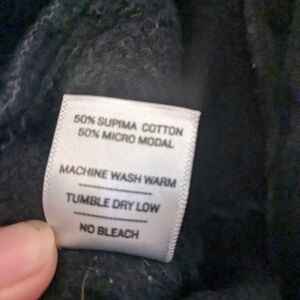 50% SUPIMA COTTON
50% MICRO MODAL
MACHINE WASH WARM
TUMBLE DRY LOW
NO BLEACH